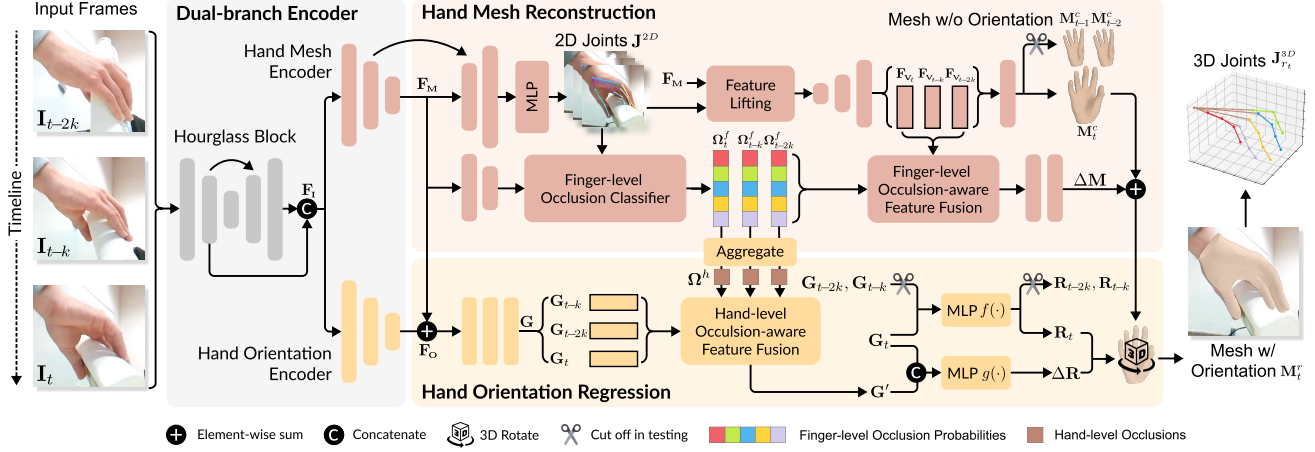 Input Frames
Timeline
I_{t-2k}
I_{t-k}
I_t
Dual-branch Encoder
Hand Mesh
Encoder
Hourglass Block
C
F_I
Hand Orientation
Encoder
Hand Mesh Reconstruction
F_M
MLP
2D Joints J^{2D}
F_M
Feature
Lifting
F_{V_t} F_{V_{t-k}} F_{V_{t-2k}}
Mesh w/o Orientation M^c_{t-1} M^c_{t-2}
M^c_t
Finger-level
Occlusion Classifier
Ω^f_t Ω^f_{t-k} Ω^f_{t-2k}
Finger-level
Occulsion-aware
Feature Fusion
ΔM
Aggregate
Ω^h
F_O
G
G_{t-k}
G_{t-2k}
G_t
Hand-level
Occulsion-aware
Feature Fusion
G_{t-2k}, G_{t-k}
G_t
C
G'
MLP f(·)
MLP g(·)
R_{t-2k}, R_{t-k}
R_t
ΔR
3D
Hand Orientation Regression
3D Joints J^{3D}_{r_t}
Mesh w/
Orientation M^r_t
Element-wise sum
C
Concatenate
3D
3D Rotate
Cut off in testing
Finger-level Occlusion Probabilities
Hand-level Occlusions